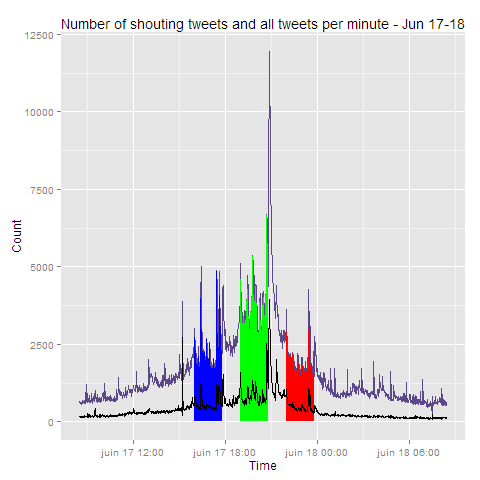 Number of shouting tweets and all tweets per minute - Jun 17-18
12500
10000
7500
5000
2500
0
Count
juin 17 12:00 juin 17 18:00 juin 18 00:00 juin 18 06:00
Time